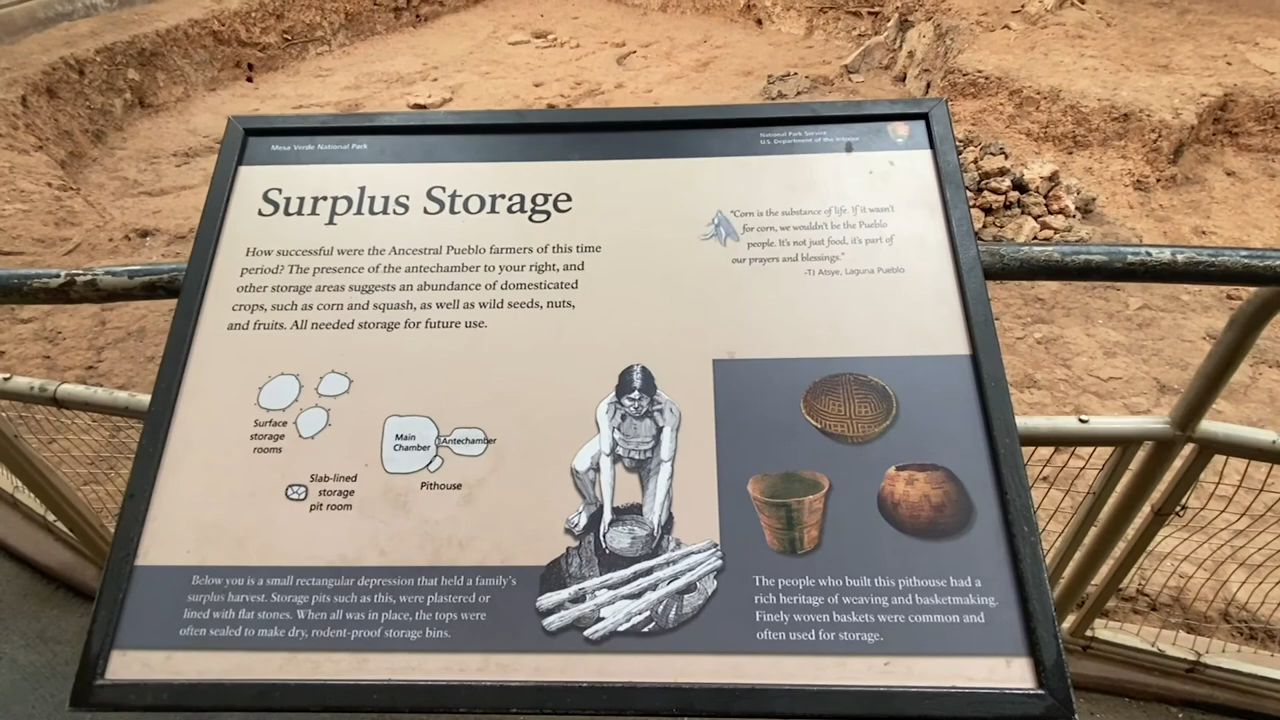 Mesa Verde National Park
National Park Service
U.S. Department of the Interior
Surplus Storage
How successful were the Ancestral Pueblo farmers of this time
period? The presence of the antechamber to your right, and
other storage areas suggests an abundance of domesticated
crops, such as corn and squash, as well as wild seeds, nuts,
and fruits. All needed storage for future use.
"Corn is the substance of life. If it wasn't
for corn, we wouldn't be the Pueblo
people. It's not just food, it's part of
our prayers and blessings."
-TJ Atsye, Laguna Pueblo
Surface
storage
rooms
Main
Chamber
Antechamber
Pithouse
Slab-lined
storage
pit room
Below you is a small rectangular depression that held a family's
surplus harvest. Storage pits such as this, were plastered or
lined with flat stones. When all was in place, the tops were
often sealed to make dry, rodent-proof storage bins.
The people who built this pithouse had a
rich heritage of weaving and basketmaking.
Finely woven baskets were common and
often used for storage.